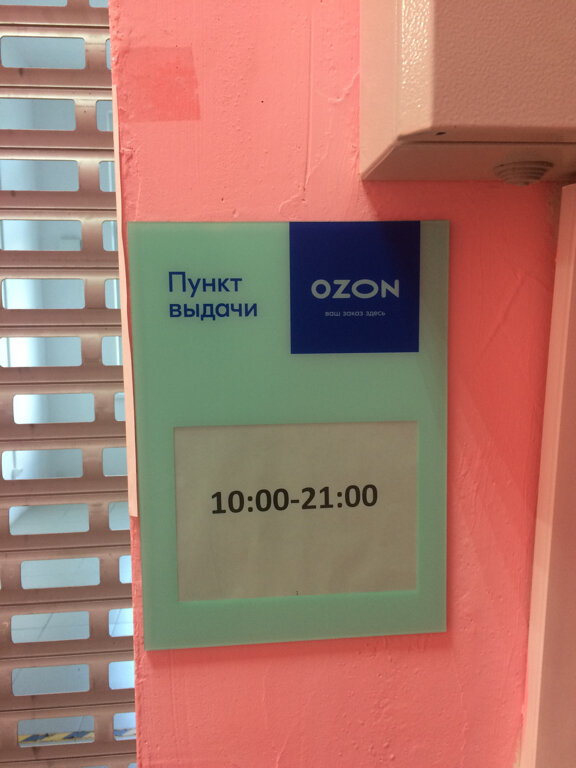 Пункт
выдачи
OZON
ваш заказ здесь
10:00-21:00